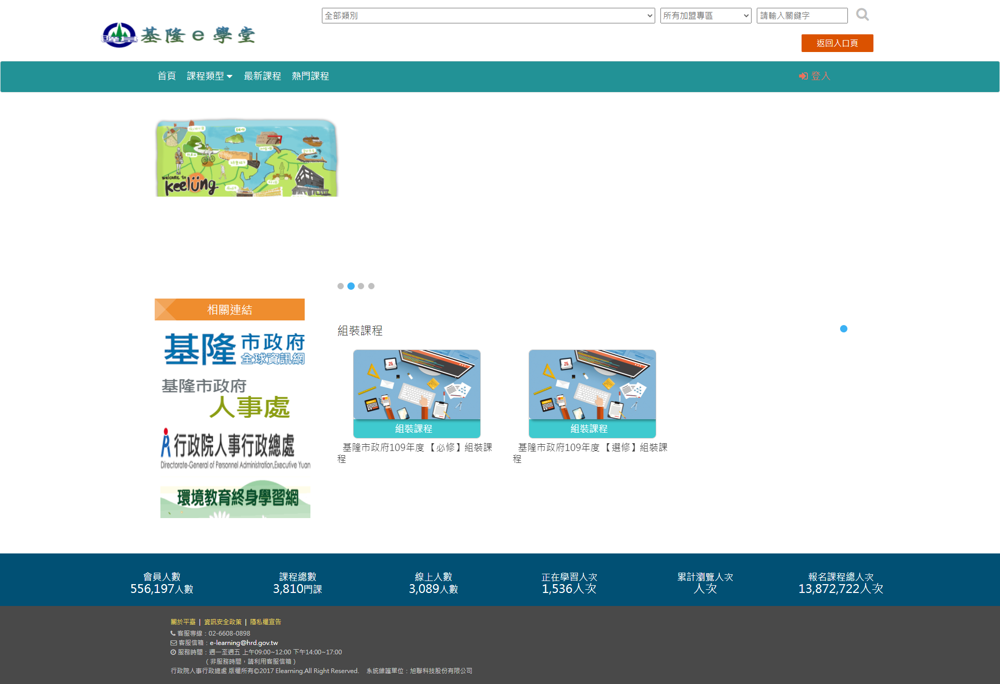 全部類別
所有加盟專區
請輸入關鍵字
基隆e學堂
返回入口頁
首頁
課程類型
最新課程
熱門課程
登入
welcome to
keelung
相關連結
基隆市政府
全球資訊網
基隆市政府
人事處
行政院人事行政總處
Directorate-General of Personnel Administration,Executive Yuan
環境教育終身學習網
組裝課程
25
組裝課程
基隆市政府109年度 【必修】組裝課
程
25
組裝課程
基隆市政府109年度 【選修】組裝課
程
會員人數
556,197人數
課程總數
3,810門課
線上人數
3,089人數
正在學習人次
1,536人次
累計瀏覽人次
人次
報名課程總人次
13,872,722人次
關於平臺 | 資訊安全政策 | 隱私權宣告
客服專線：02-6608-0898
客服信箱：e-learning@hrd.gov.tw
服務時間：週一至週五 上午09:00~12:00 下午14:00~17:00
( 非服務時間，請利用客服信箱 )
行政院人事行政總處 版權所有©2017 Elearning.All Right Reserved. 系統維護單位：旭聯科技股份有限公司